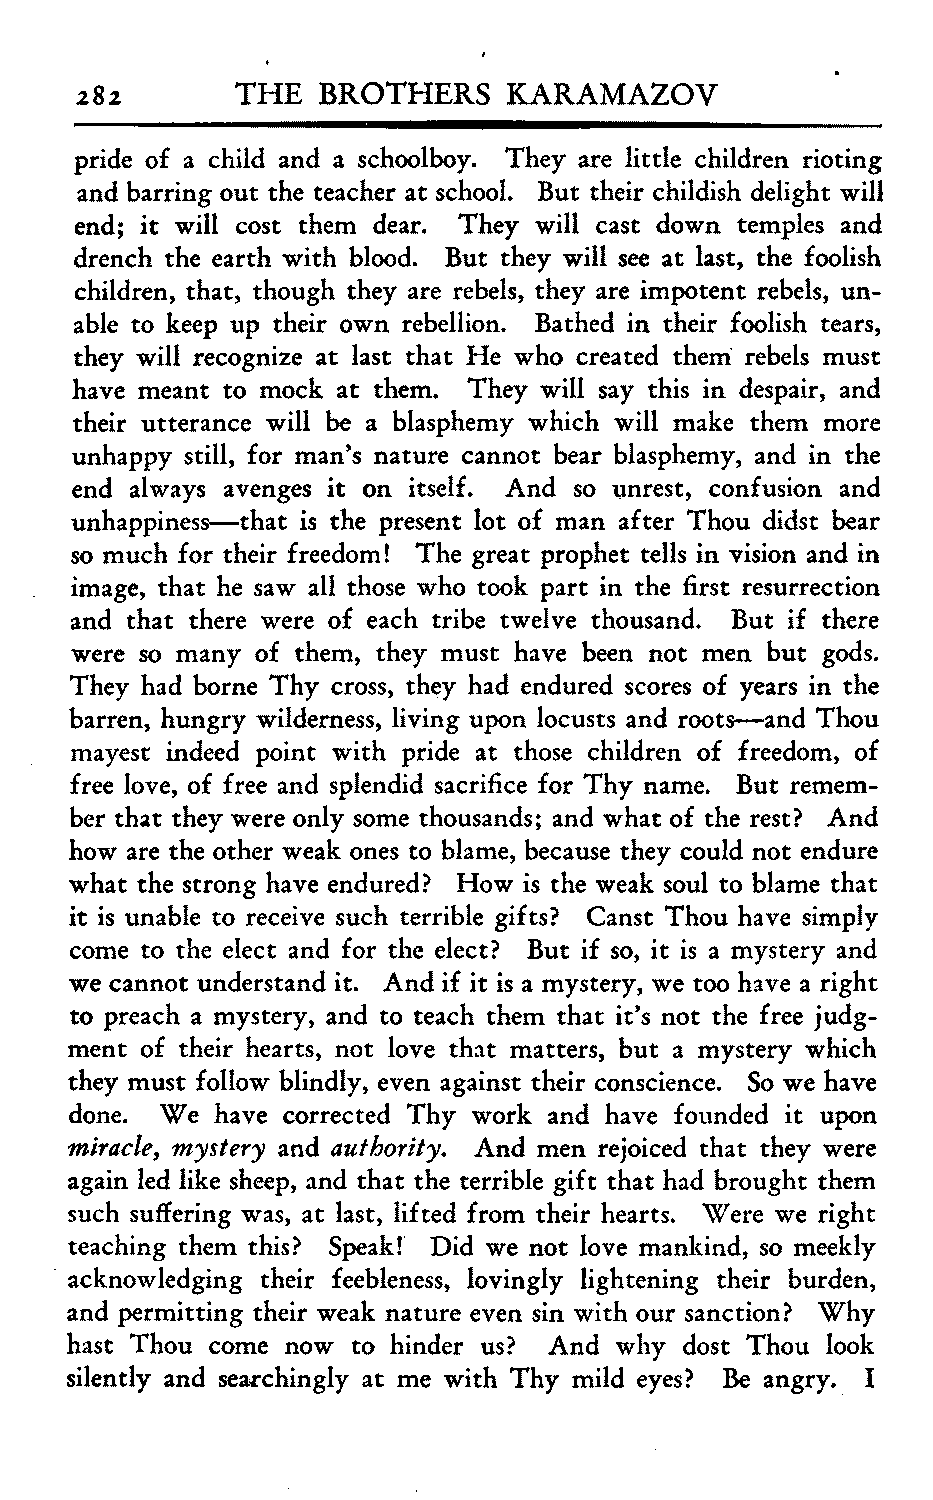 282 THE BROTHERS KARAMAZOV
pride of a child and a schoolboy. They are little children rioting
and barring out the teacher at school. But their childish delight will
end; it will cost them dear. They will cast down temples and
drench the earth with blood. But they will see at last, the foolish
children, that, though they are rebels, they are impotent rebels, un-
able to keep up their own rebellion. Bathed in their foolish tears,
they will recognize at last that He who created them rebels must
have meant to mock at them. They will say this in despair, and
their utterance will be a blasphemy which will make them more
unhappy still, for man's nature cannot bear blasphemy, and in the
end always avenges it on itself. And so unrest, confusion and
unhappiness—that is the present lot of man after Thou didst bear
so much for their freedom! The great prophet tells in vision and in
image, that he saw all those who took part in the first resurrection
and that there were of each tribe twelve thousand. But if there
were so many of them, they must have been not men but gods.
They had borne Thy cross, they had endured scores of years in the
barren, hungry wilderness, living upon locusts and roots—and Thou
mayest indeed point with pride at those children of freedom, of
free love, of free and splendid sacrifice for Thy name. But remem-
ber that they were only some thousands; and what of the rest? And
how are the other weak ones to blame, because they could not endure
what the strong have endured? How is the weak soul to blame that
it is unable to receive such terrible gifts? Canst Thou have simply
come to the elect and for the elect? But if so, it is a mystery and
we cannot understand it. And if it is a mystery, we too have a right
to preach a mystery, and to teach them that it's not the free judg-
ment of their hearts, not love that matters, but a mystery which
they must follow blindly, even against their conscience. So we have
done. We have corrected Thy work and have founded it upon
miracle, mystery and authority. And men rejoiced that they were
again led like sheep, and that the terrible gift that had brought them
such suffering was, at last, lifted from their hearts. Were we right
teaching them this? Speak! Did we not love mankind, so meekly
acknowledging their feebleness, lovingly lightening their burden,
and permitting their weak nature even sin with our sanction? Why
hast Thou come now to hinder us? And why dost Thou look
silently and searchingly at me with Thy mild eyes? Be angry. I